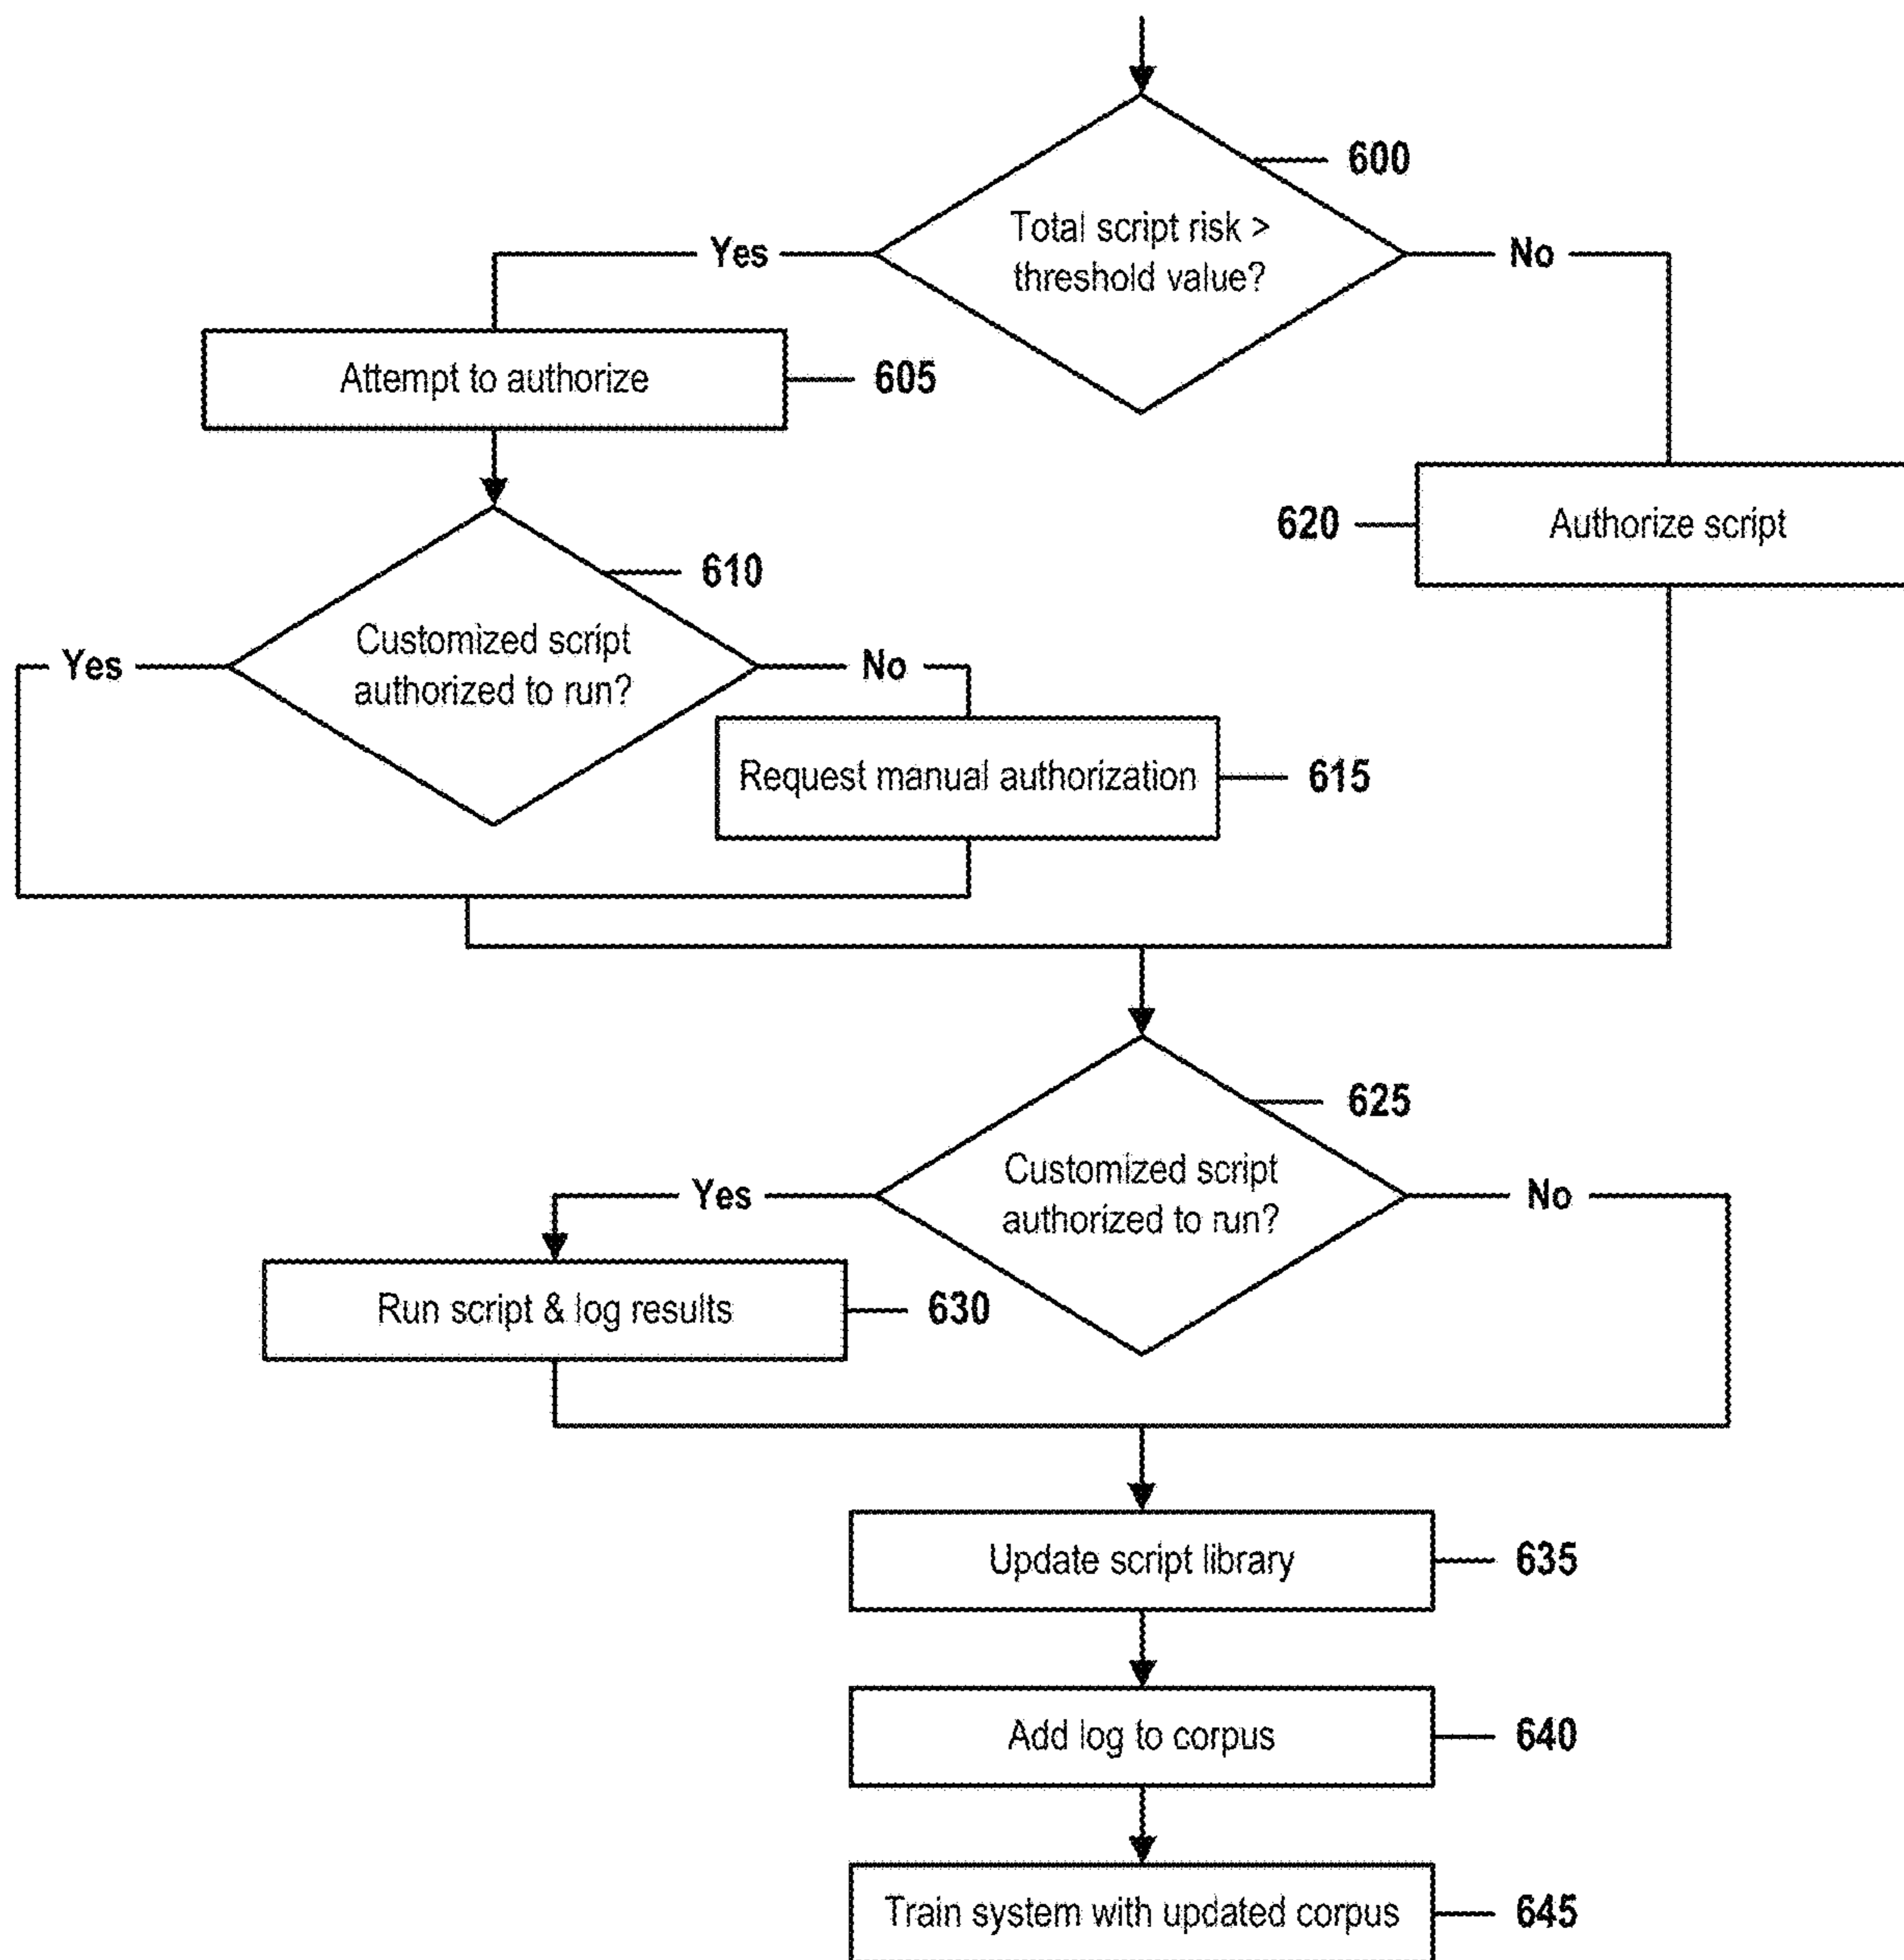 600
Total script risk >
threshold value?
Yes
No
Attempt to authorize
605
620
Authorize script
610
Customized script
authorized to run?
Yes
No
Request manual authorization
615
625
Customized script
authorized to run?
Yes
No
Run script & log results
630
Update script library
635
Add log to corpus
640
Train system with updated corpus
645